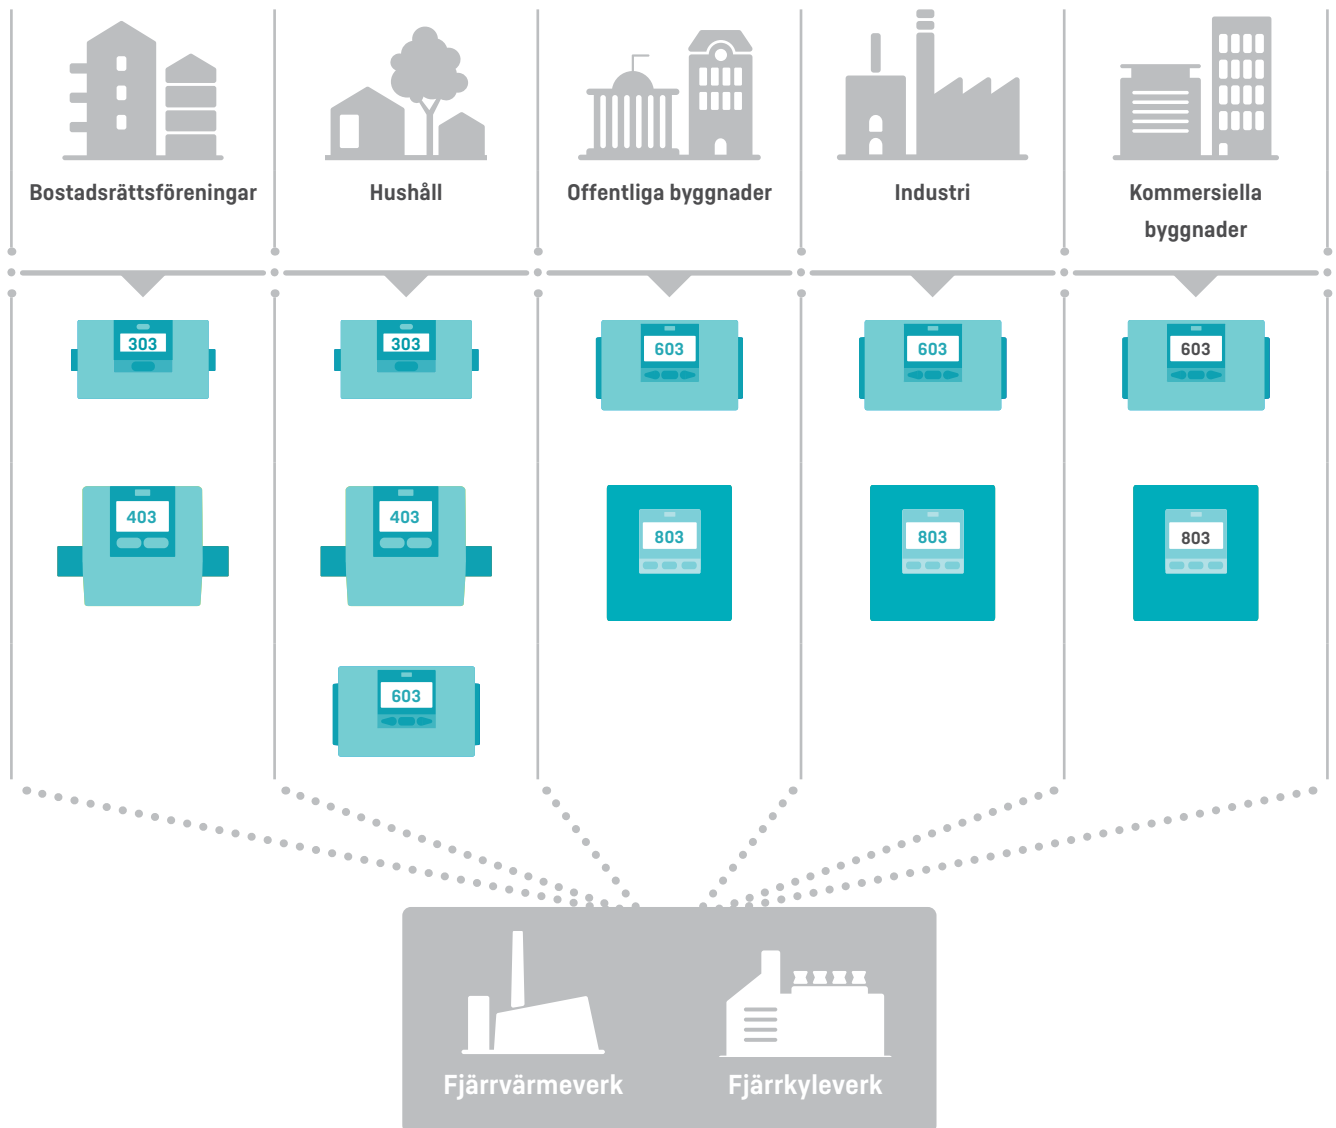 Bostadsrättsföreningar
Hushåll
Offentliga byggnader
Industri
Kommersiella
byggnader
303
303
603
603
603
403
403
803
803
803
603
Fjärrvärmeverk
Fjärrkyleverk